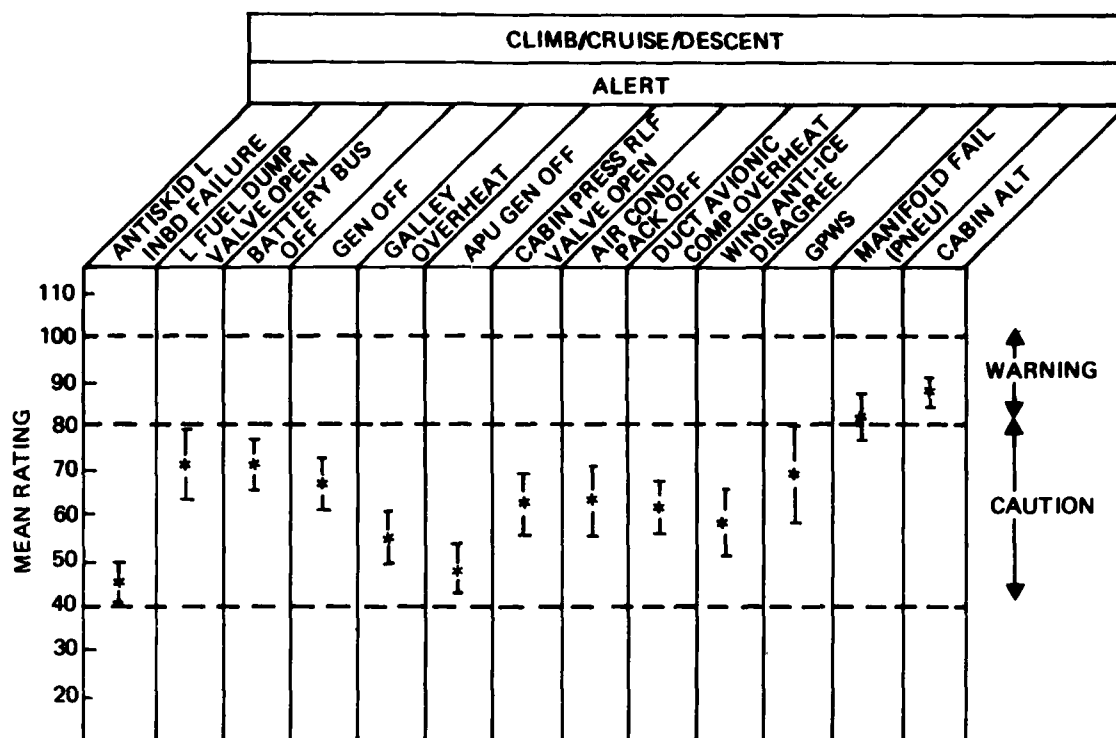 CLIMB/CRUISE/DESCENT
ALERT
ANTISKID L
INBD FAILURE
L FUEL DUMP
VALVE OPEN
BATTERY BUS
OFF
GEN OFF
GALLEY
OVERHEAT
APU GEN OFF
CABIN PRESS RLF
VALVE OPEN
AIR COND
PACK OFF
DUCT AVIONIC
COMP OVERHEAT
WING ANTI-ICE
DISAGREE
GPWS
MANIFOLD FAIL
(PNEU)
CABIN ALT
MEAN RATING
110
100
90
80
70
60
50
40
30
20
WARNING
CAUTION